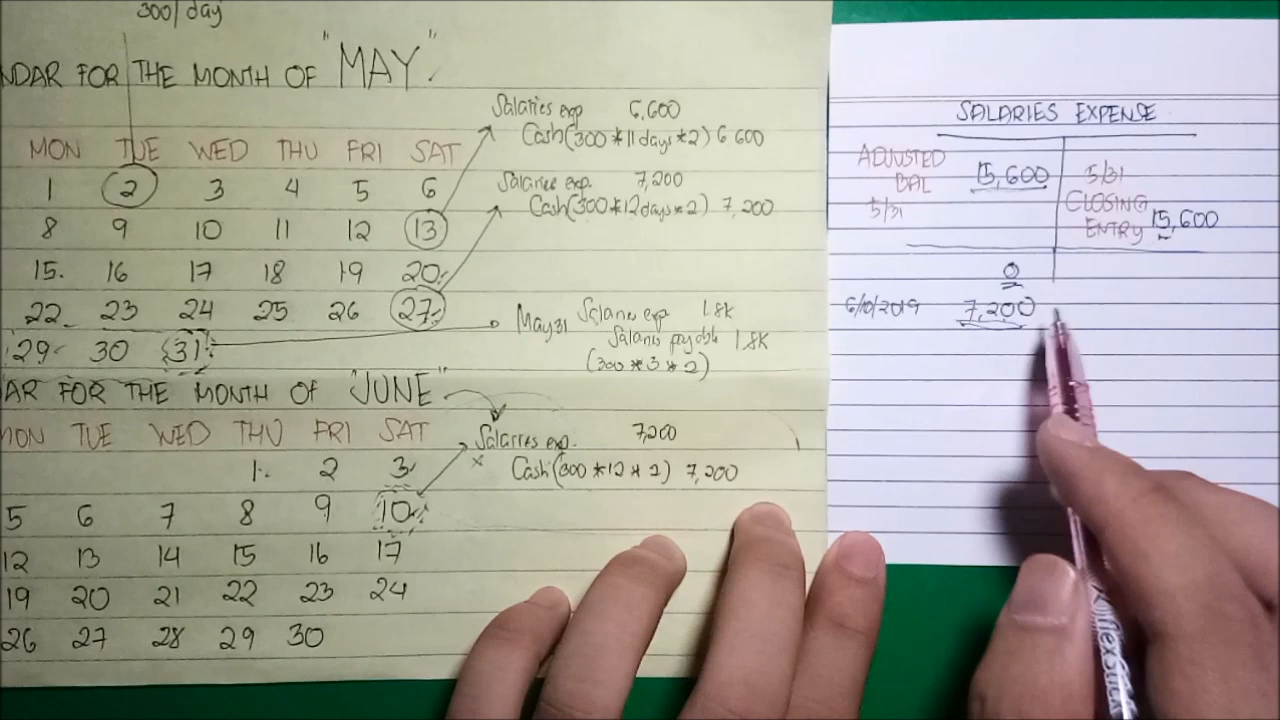 300/day
NDAR FOR THE MONTH OF "MAY".
MON TUE WED THU FRI SAT
1 2 3 4 5 6
8 9 10 11 12 13
15. 16 17 18 19 20
22 23 24 25 26 27
29 30 31
Salaries exp 6,600
Cash (300*11days*2) 6 600
Salaries exp. 7,200
Cash (300*12days*2) 7,200
May 31 Salaries exp 1.8K
Salaries payable 1.8K
(300*3*2)
AR FOR THE MONTH OF "JUNE"
MON TUE WED THU FRI SAT
1. 2 3
5 6 7 8 9 10
12 13 14 15 16 17
19 20 21 22 23 24
26 27 28 29 30
Salaries exp. 7,200
x Cash (300*12*2) 7,200
SALARIES EXPENSE
ADJUSTED BAL 5/31 15,600
5/31 CLOSING ENTRY 15,600
0
6/10/2019 7,200
flexstick